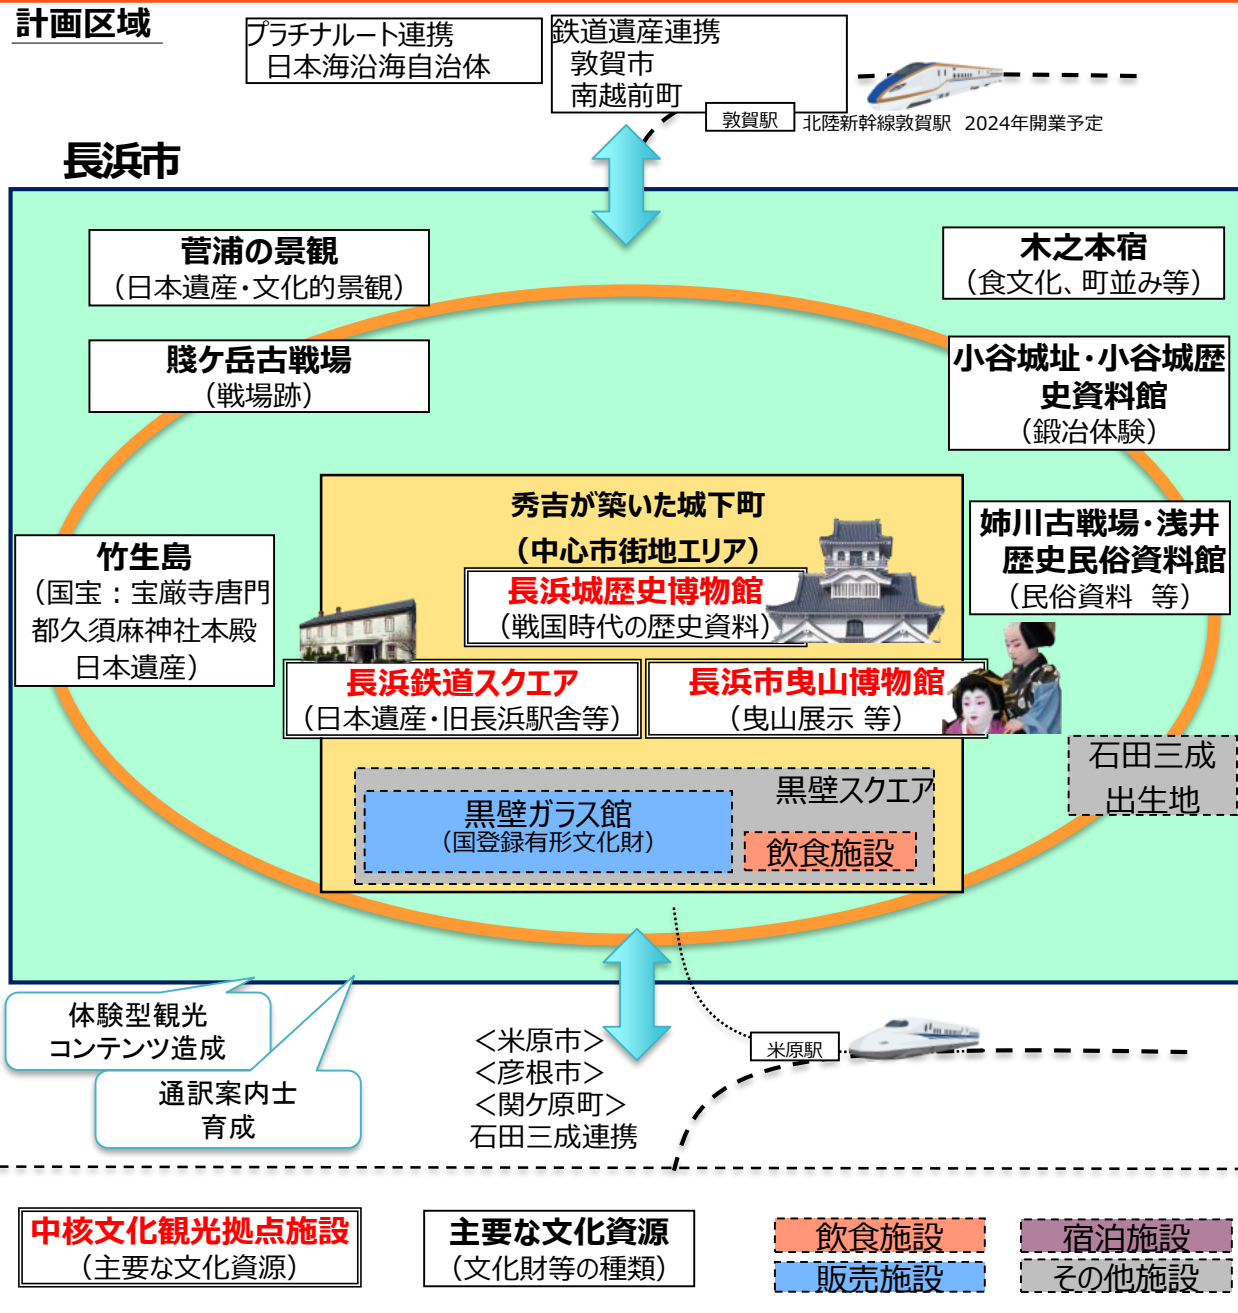 計画区域
プラチナルート連携
日本海沿海自治体
鉄道遺産連携
敦賀市
南越前町
敦賀駅
北陸新幹線敦賀駅 2024年開業予定
長浜市
菅浦の景観
（日本遺産・文化的景観）
木之本宿
（食文化、町並み等）
賤ケ岳古戦場
（戦場跡）
小谷城址・小谷城歴
史資料館
（鍛冶体験）
秀吉が築いた城下町
（中心市街地エリア）
長浜城歴史博物館
（戦国時代の歴史資料）
姉川古戦場・浅井
歴史民俗資料館
（民俗資料 等）
竹生島
（国宝：宝厳寺唐門
都久須麻神社本殿
日本遺産）
長浜鉄道スクエア
（日本遺産・旧長浜駅舎等）
長浜市曳山博物館
（曳山展示 等）
石田三成
出生地
黒壁スクエア
黒壁ガラス館
（国登録有形文化財）
飲食施設
体験型観光
コンテンツ造成
通訳案内士
育成
＜米原市＞
＜彦根市＞
＜関ケ原町＞
石田三成連携
米原駅
中核文化観光拠点施設
（主要な文化資源）
主要な文化資源
（文化財等の種類）
飲食施設
宿泊施設
販売施設
その他施設